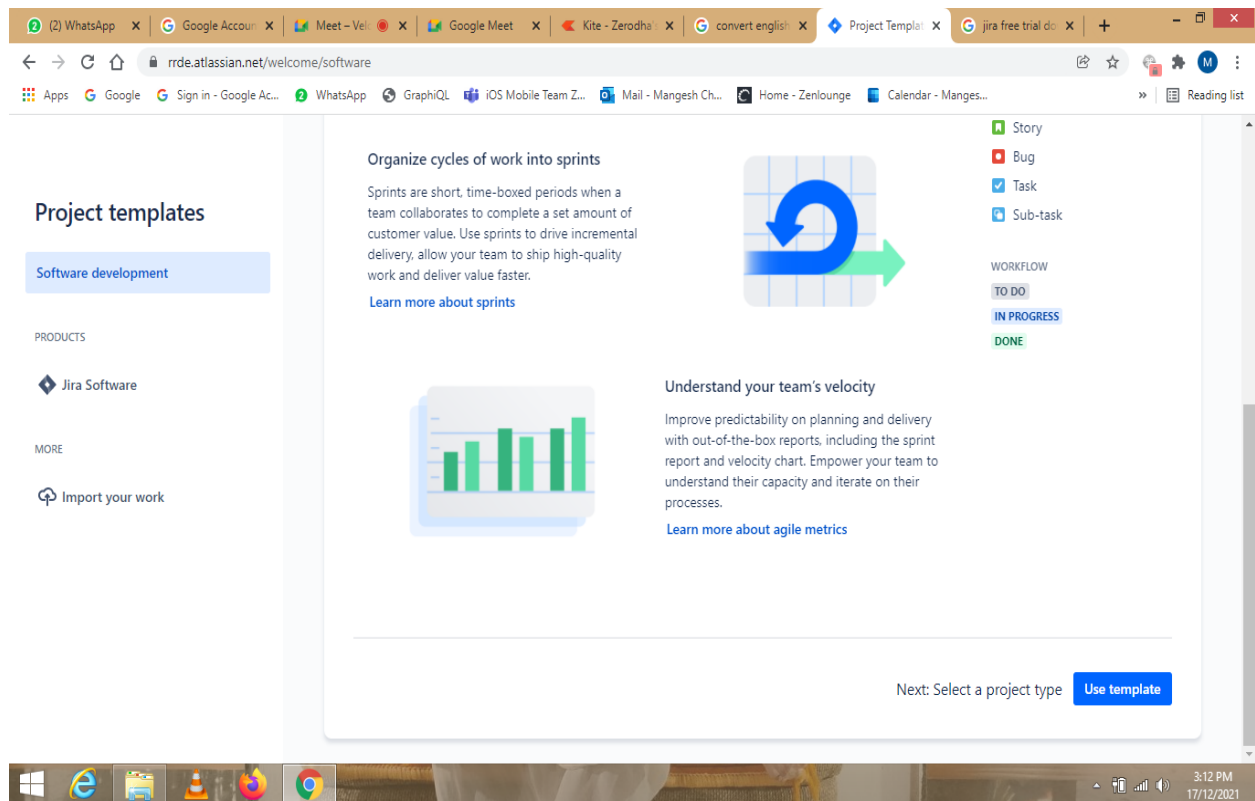 (2) WhatsApp
Google Accoun
Meet – Velo
Google Meet
Kite - Zerodha's
convert english
Project Templat
jira free trial do
rrde.atlassian.net/welcome/software
M
Apps
Google
Sign in - Google Ac...
WhatsApp
GraphiQL
iOS Mobile Team Z...
Mail - Mangesh Ch...
Home - Zenlounge
Calendar - Manges...
»
Reading list
Project templates
Software development
PRODUCTS
Jira Software
MORE
Import your work
Organize cycles of work into sprints
Sprints are short, time-boxed periods when a
team collaborates to complete a set amount of
customer value. Use sprints to drive incremental
delivery, allow your team to ship high-quality
work and deliver value faster.
Learn more about sprints
Story
Bug
Task
Sub-task
WORKFLOW
TO DO
IN PROGRESS
DONE
Understand your team's velocity
Improve predictability on planning and delivery
with out-of-the-box reports, including the sprint
report and velocity chart. Empower your team to
understand their capacity and iterate on their
processes.
Learn more about agile metrics
Next: Select a project type
Use template
3:12 PM
17/12/2021